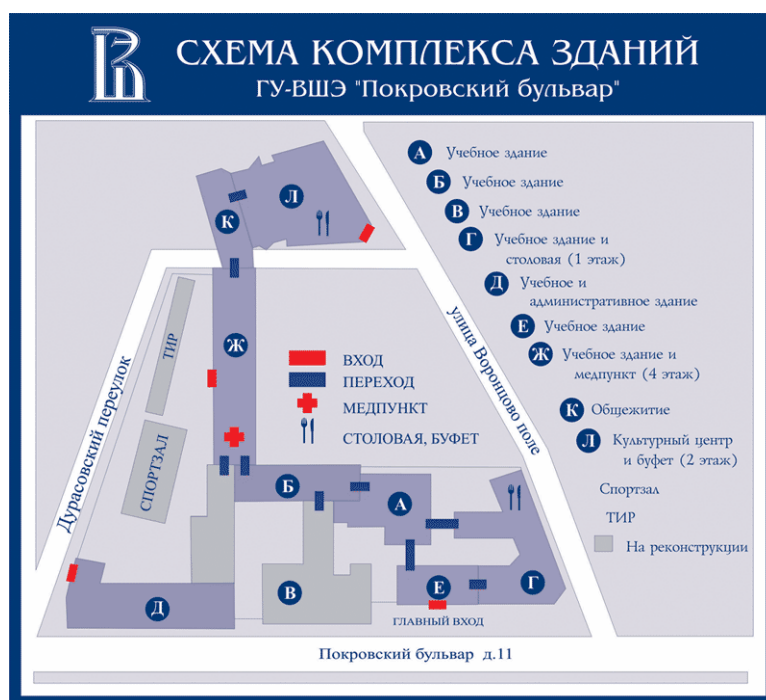 СХЕМА КОМПЛЕКСА ЗДАНИЙ
ГУ-ВШЭ "Покровский бульвар"
А Учебное здание
Б Учебное здание
В Учебное здание
Г Учебное здание и
столовая (1 этаж)
Д Учебное и
административное здание
Е Учебное здание
Ж Учебное здание и
медпункт (4 этаж)
К Общежитие
Л Культурный центр
и буфет (2 этаж)
Спортзал
ТИР
На реконструкции
Л
К
Ж
ТИР
СПОРТЗАЛ
Дурасовский переулок
улица Воронцово поле
ВХОД
ПЕРЕХОД
МЕДПУНКТ
СТОЛОВАЯ, БУФЕТ
Б
А
В
Д
Е
Г
ГЛАВНЫЙ ВХОД
Покровский бульвар д.11